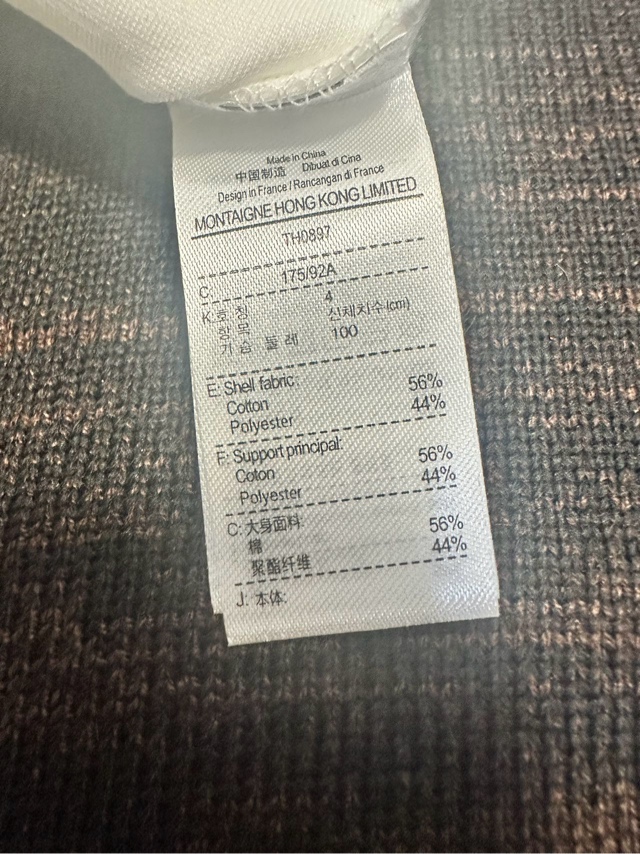 Made in China
中国制造 Dibuat di Cina
Design in France / Rancangan di France
MONTAIGNE HONG KONG LIMITED
TH0897
C: 175/92A
K: 호칭 4
항목 신체치수(cm)
가슴 둘레 100
E: Shell fabric:
Cotton 56%
Polyester 44%
F: Support principal:
Coton 56%
Polyester 44%
C: 大身面料:
棉 56%
聚酯纤维 44%
J: 本体: